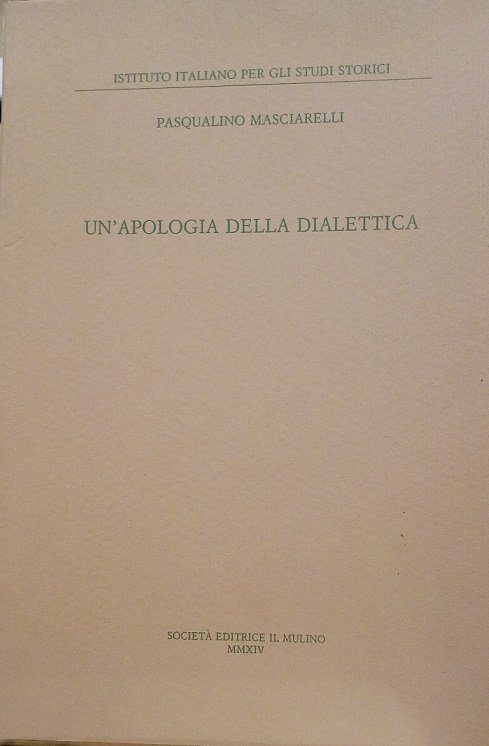 ISTITUTO ITALIANO PER GLI STUDI STORICI
PASQUALINO MASCIARELLI
UN'APOLOGIA DELLA DIALETTICA
SOCIETÀ EDITRICE IL MULINO
MMXIV